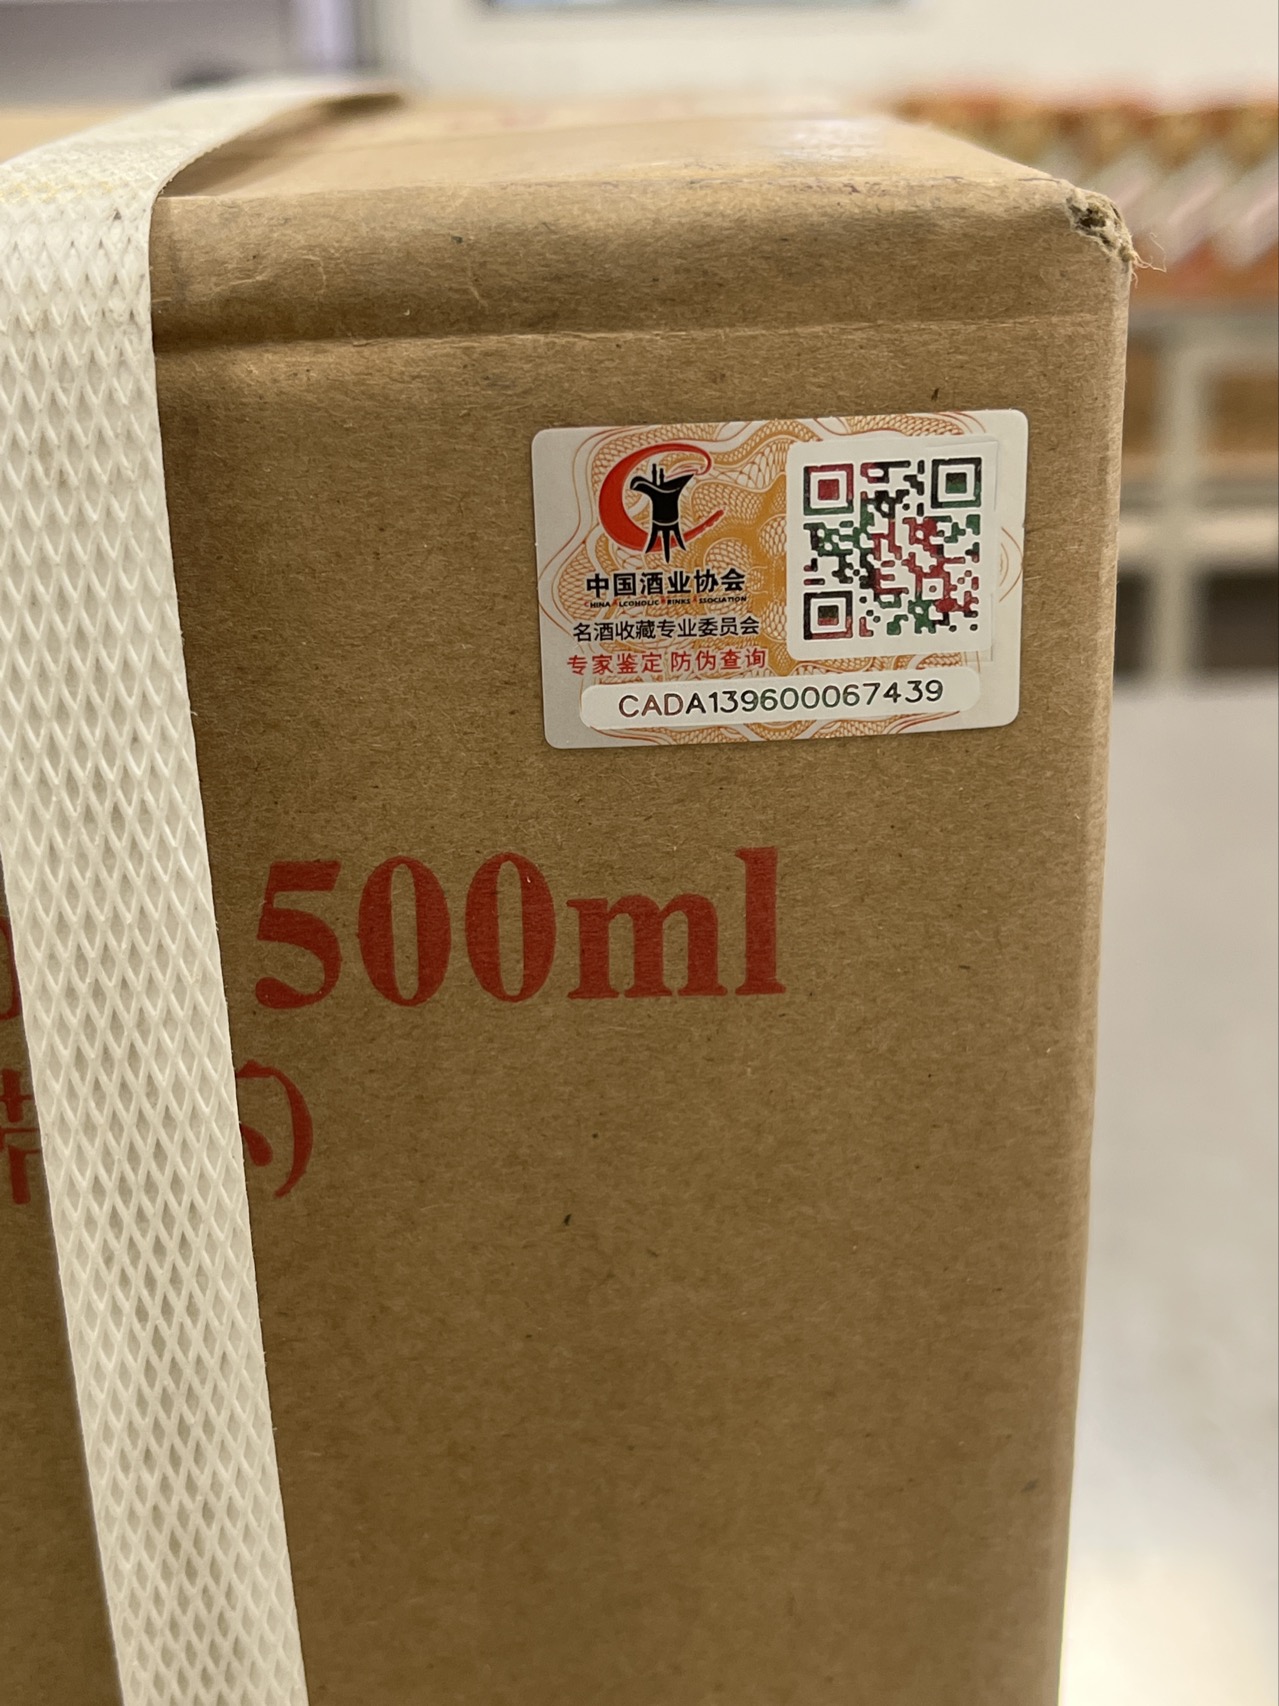 中国酒业协会
CHINA ALCOHOLIC DRINKS ASSOCIATION
名酒收藏专业委员会
专家鉴定 防伪查询
CADA139600067439
500ml
)